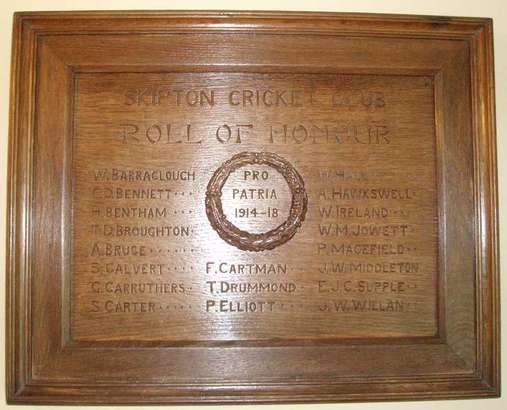 SKIPTON CRICKET CLUB
ROLL OF HONOUR
W. BARRACLOUGH
C.D. BENNETT
H. BENTHAM
T.D. BROUGHTON
A. BRUCE
S. CALVERT
G. CARRUTHERS
S. CARTER
PRO
PATRIA
1914-18
F. CARTMAN
T. DRUMMOND
P. ELLIOTT
A. HAWKSWELL
W. IRELAND
W.M. JOWETT
P. MACEFIELD
J.W. MIDDLETON
E.J.C. SUPPLE
J.W. WIELAN